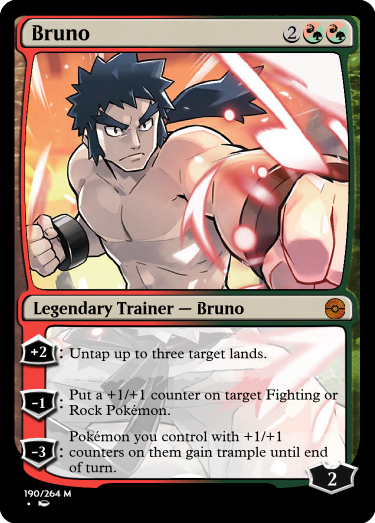 Bruno 2
Legendary Trainer — Bruno
+2 : Untap up to three target lands.
-1 : Put a +1/+1 counter on target Fighting or
Rock Pokémon.
Pokémon you control with +1/+1
-3 : counters on them gain trample until end
of turn.
2
190/264 M